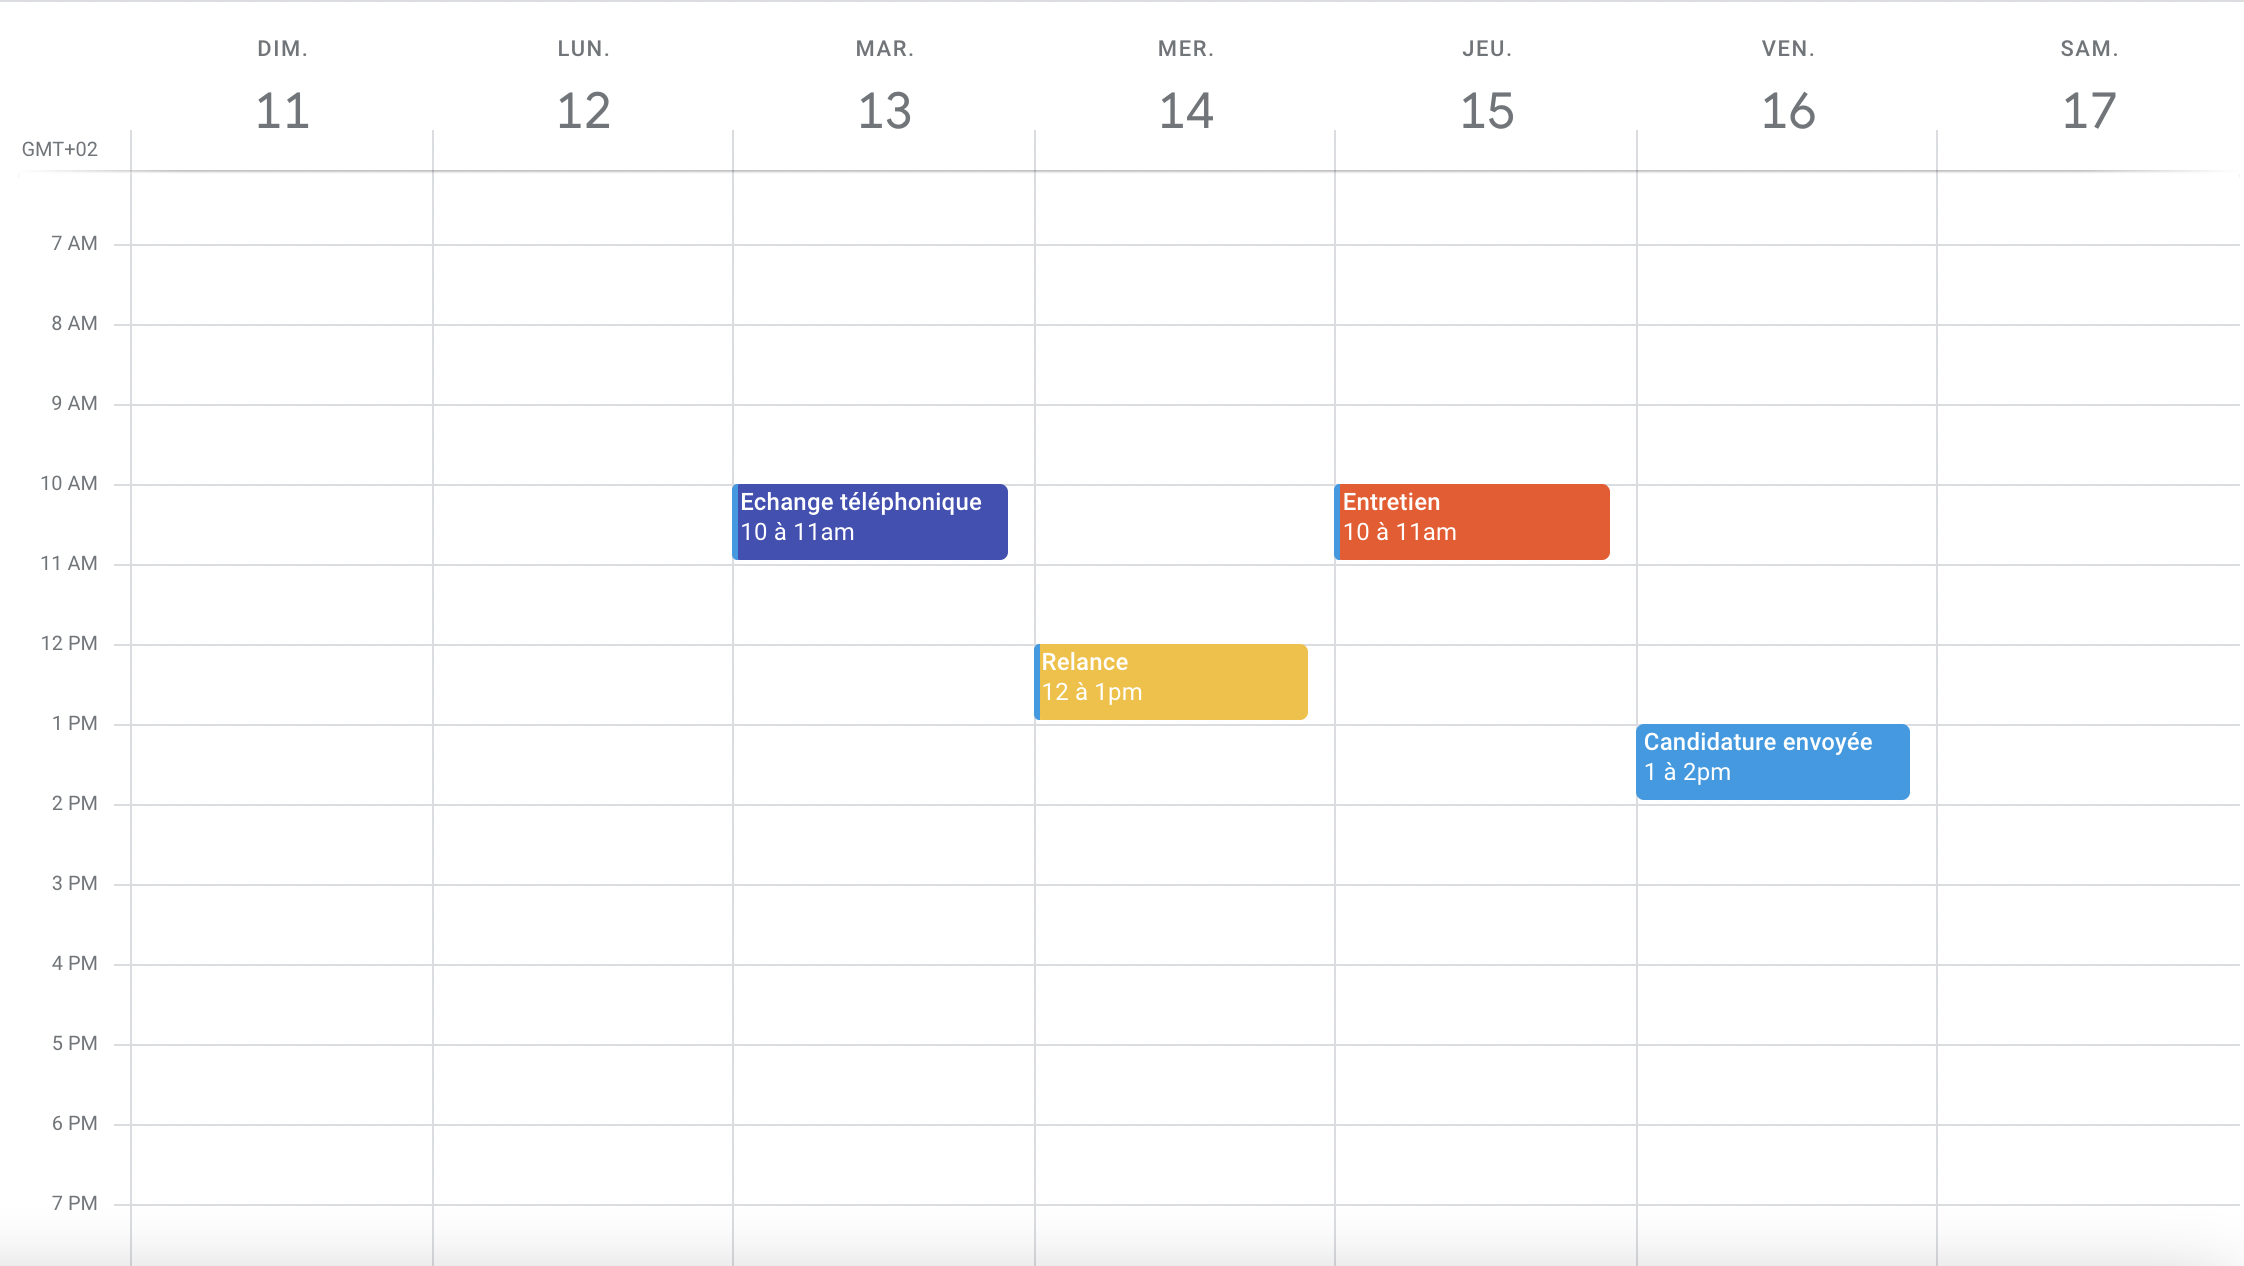 DIM.
LUN.
MAR.
MER.
JEU.
VEN.
SAM.
11
12
13
14
15
16
17
GMT+02
7 AM
8 AM
9 AM
10 AM
Echange téléphonique
10 à 11am
Entretien
10 à 11am
11 AM
12 PM
Relance
12 à 1pm
1 PM
Candidature envoyée
1 à 2pm
2 PM
3 PM
4 PM
5 PM
6 PM
7 PM